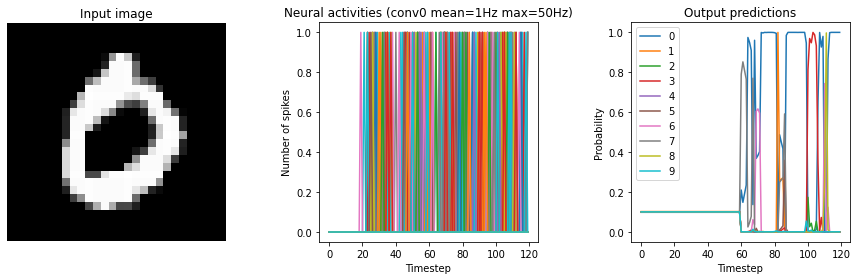 Input image
0
Neural activities (conv0 mean=1Hz max=50Hz)
Number of spikes
1.0
0.8
0.6
0.4
0.2
0.0
0 20 40 60 80 100 120
Timestep
Output predictions
Probability
1.0
0.8
0.6
0.4
0.2
0.0
0
1
2
3
4
5
6
7
8
9
0 20 40 60 80 100 120
Timestep